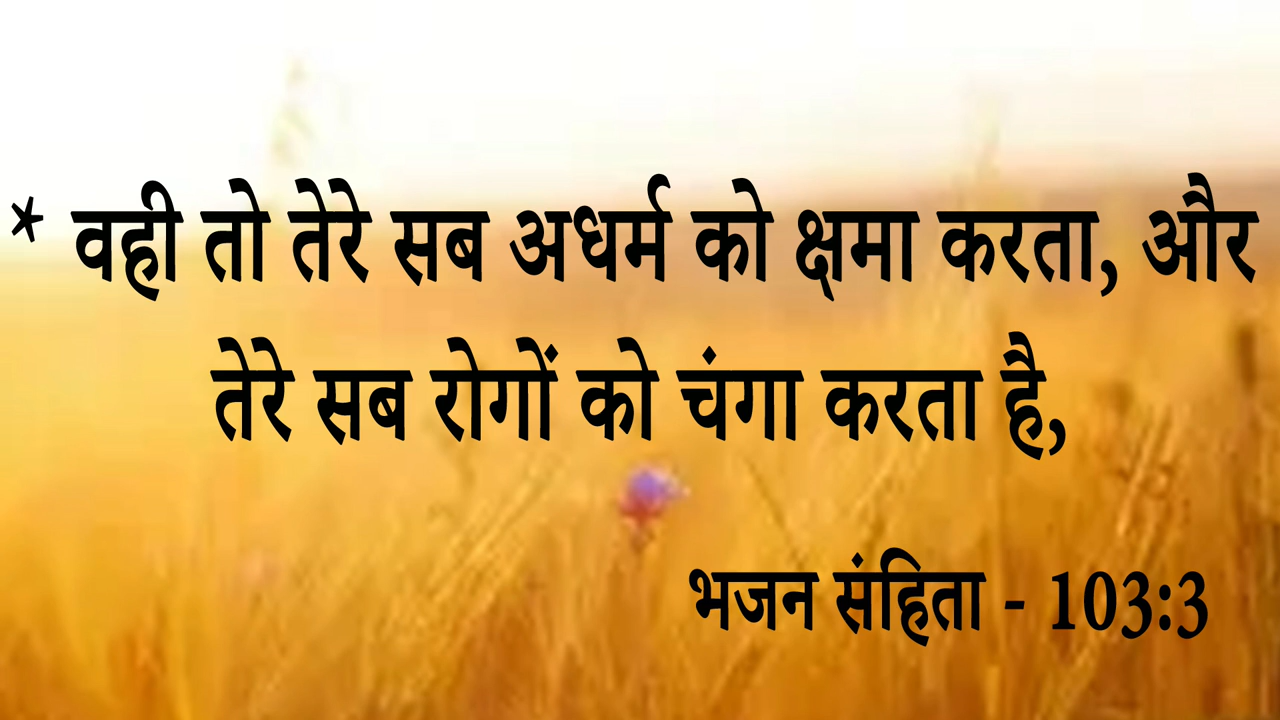 * वही तो तेरे सब अधर्म को क्षमा करता, और
तेरे सब रोगों को चंगा करता है,
भजन संहिता - 103:3